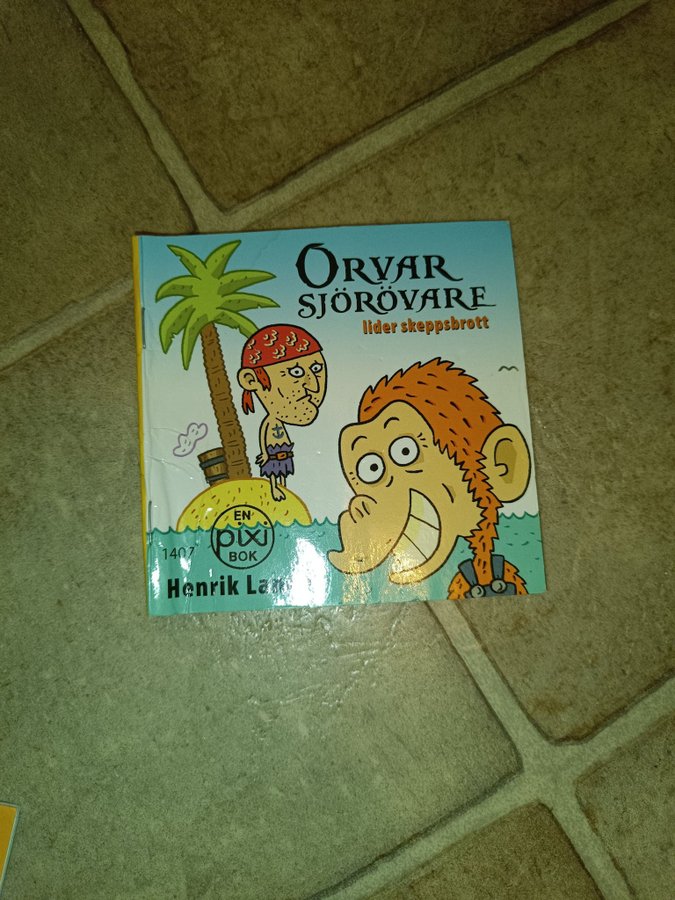 ORVAR
SJÖRÖVARE
lider skeppsbrott
EN
pixi
BOK
1407
Henrik